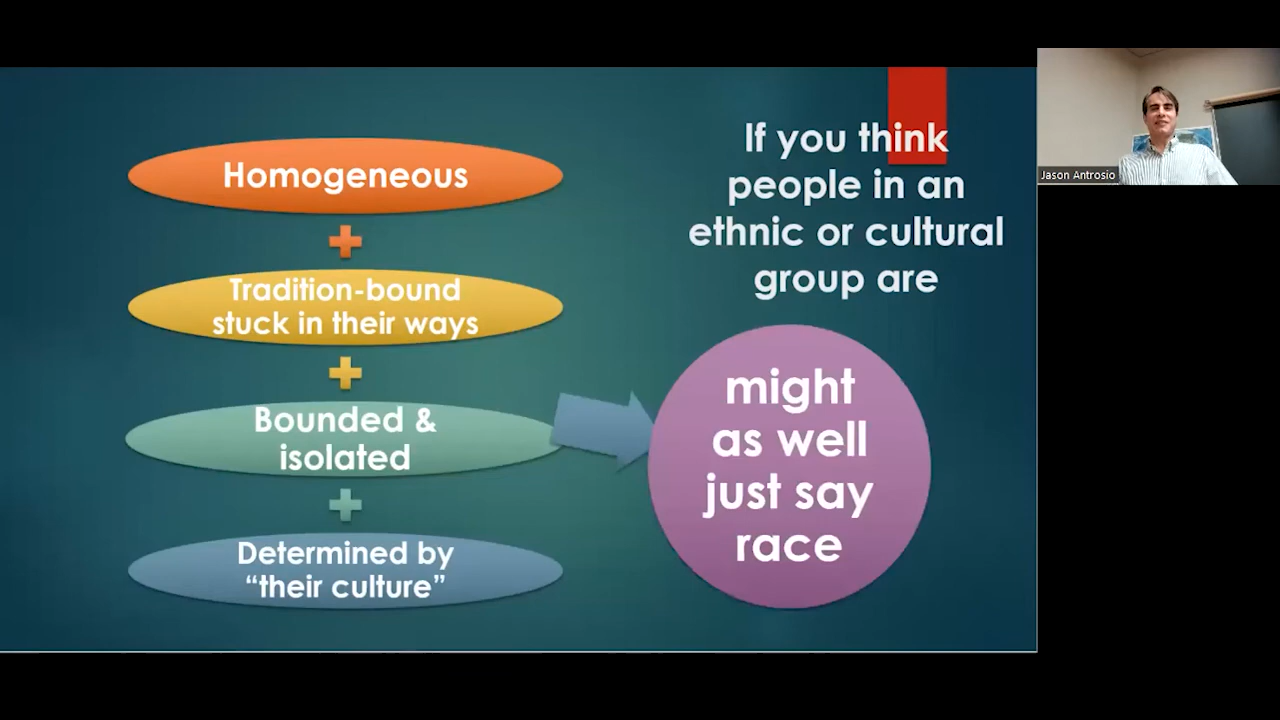 If you think
people in an
ethnic or cultural
group are
Homogeneous
Tradition-bound
stuck in their ways
Bounded &
isolated
Determined by
“their culture”
might
as well
just say
race
Jason Antrosio